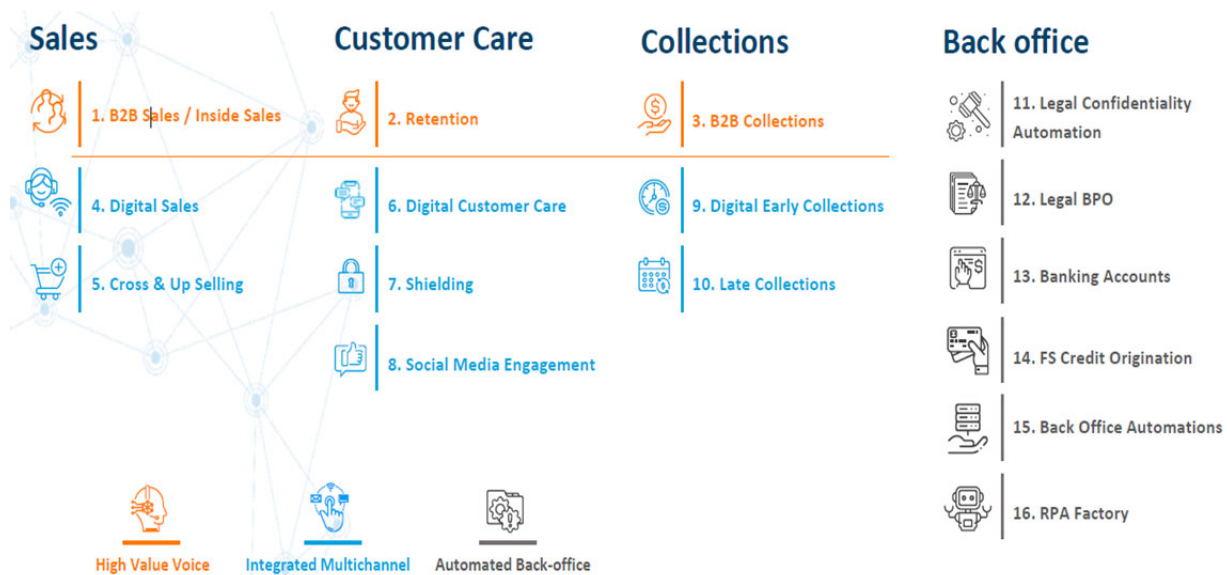 Sales
1. B2B Sales / Inside Sales
4. Digital Sales
5. Cross & Up Selling
Customer Care
2. Retention
6. Digital Customer Care
7. Shielding
8. Social Media Engagement
Collections
3. B2B Collections
9. Digital Early Collections
10. Late Collections
Back office
11. Legal Confidentiality
Automation
12. Legal BPO
13. Banking Accounts
14. FS Credit Origination
15. Back Office Automations
16. RPA Factory
High Value Voice
Integrated Multichannel
Automated Back-office